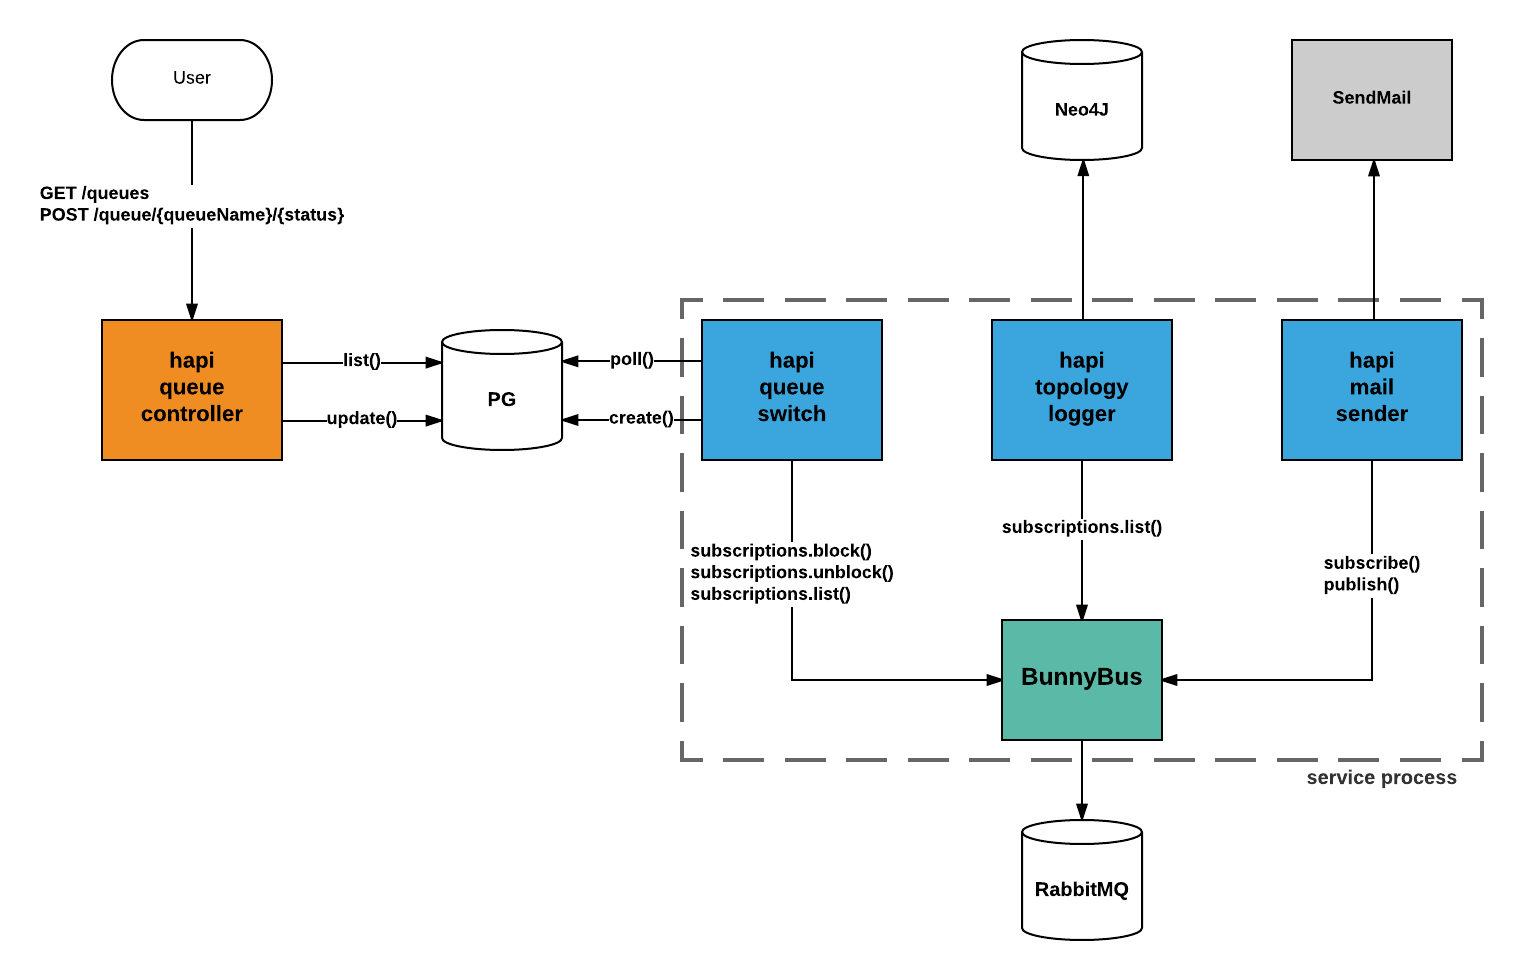 User
Neo4J
SendMail
GET /queues
POST /queue/{queueName}/{status}
hapi
queue
controller
list()
update()
PG
poll()
create()
hapi
queue
switch
hapi
topology
logger
hapi
mail
sender
subscriptions.block()
subscriptions.unblock()
subscriptions.list()
subscriptions.list()
subscribe()
publish()
BunnyBus
service process
RabbitMQ